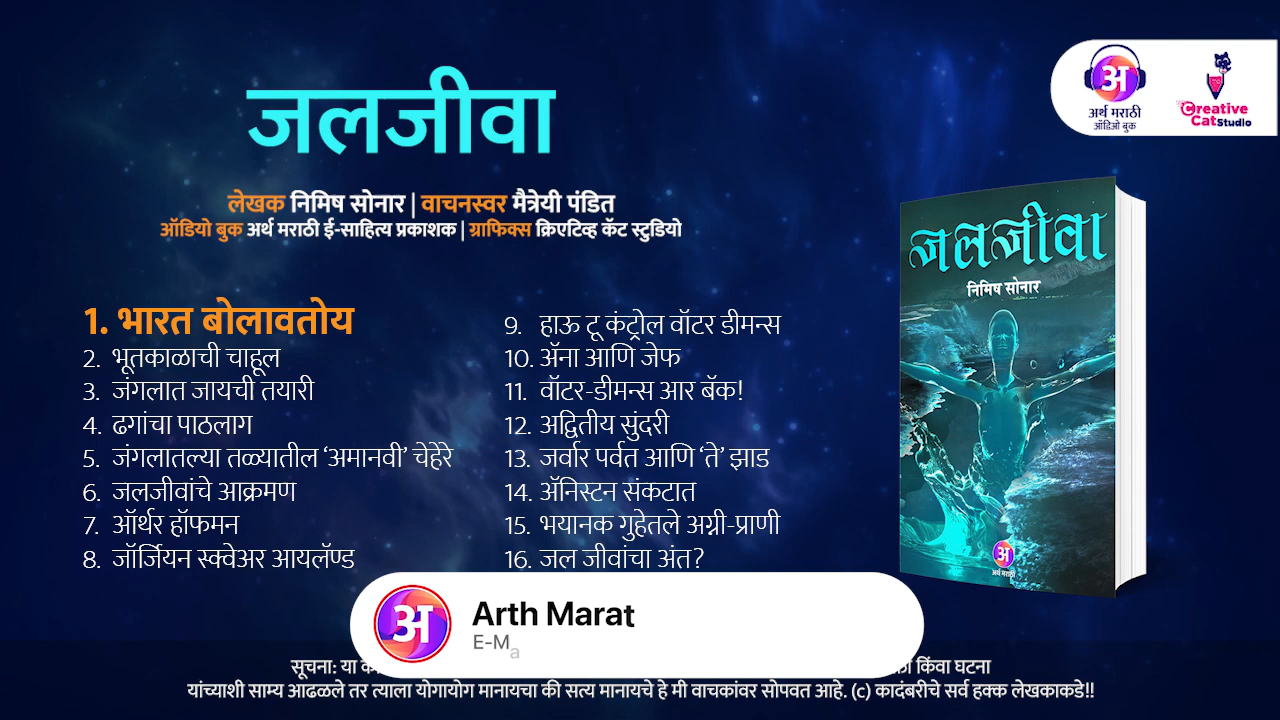 जलजीवा
लेखक निमिष सोनार | वाचनस्वर मैत्रेयी पंडित
ऑडियो बुक अर्थ मराठी ई-साहित्य प्रकाशक | ग्राफिक्स क्रिएटिव्ह कॅट स्टुडियो
अ
अर्थ मराठी
ऑडिओ बुक
Creative
Cat Studio
1. भारत बोलावतोय
2. भूतकाळाची चाहूल
3. जंगलात जायची तयारी
4. ढगांचा पाठलाग
5. जंगलातल्या तळ्यातील ‘अमानवी’ चेहेरे
6. जलजीवांचे आक्रमण
7. ऑर्थर हॉफमन
8. जॉर्जियन स्क्वेअर आयलॅण्ड
9. हाऊ टू कंट्रोल वॉटर डीमन्स
10. ॲना आणि जेफ
11. वॉटर-डीमन्स आर बॅक!
12. अद्वितीय सुंदरी
13. जर्वार पर्वत आणि ‘ते’ झाड
14. ॲनिस्टन संकटात
15. भयानक गुहेतले अग्नी-प्राणी
16. जल जीवांचा अंत?
जलजीवा
निमिष सोनार
अ
अर्थ मराठी
अ
Arth Marat
E-Ma
सूचना: या किंवा घटना
यांच्याशी साम्य आढळले तर त्याला योगायोग मानायचा की सत्य मानायचे हे मी वाचकांवर सोपवत आहे. (c) कादंबरीचे सर्व हक्क लेखकाकडे!!